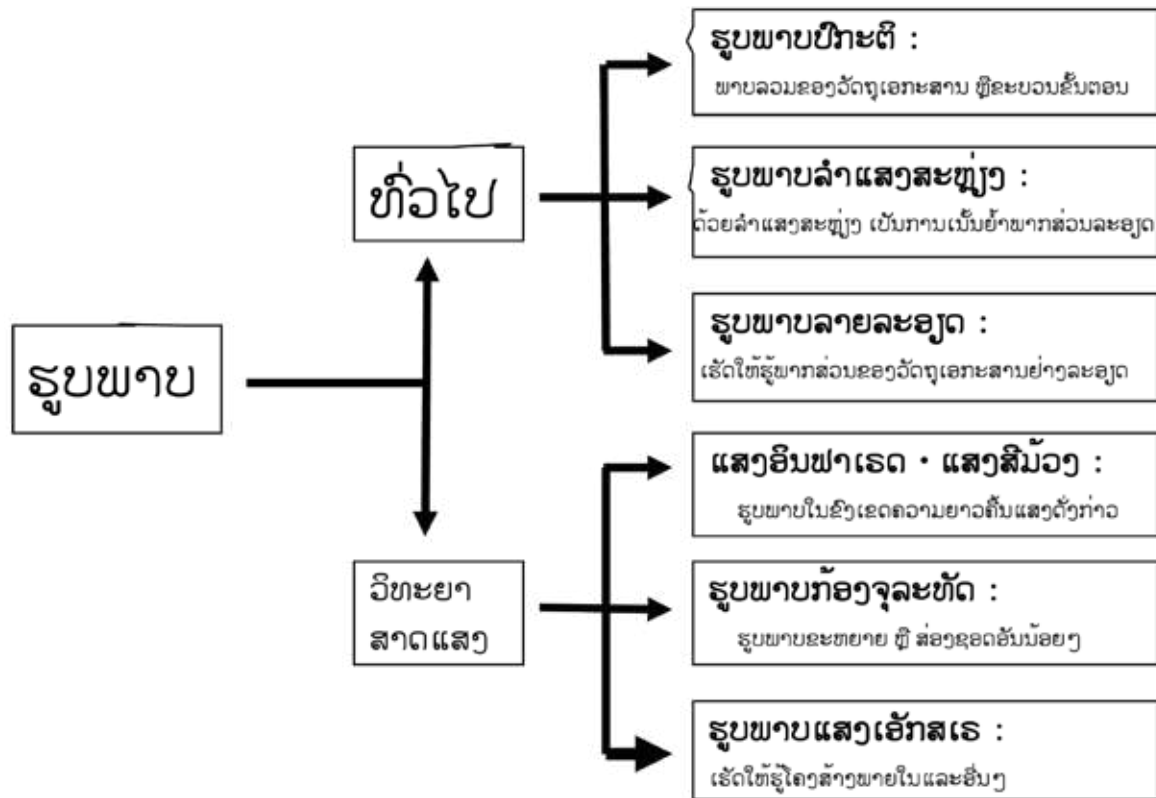 ຮູບພາບ
ທົ່ວໄປ
ຮູບພາບປົກະຕິ :
ພາບລວມຂອງວັດຖຸເອກະສານ ຫຼືຂະບວນຂັ້ນຕອນ
ຮູບພາບລຳແສງສະຫຼ່ຽງ :
ດ້ວຍລຳແສງສະຫຼ່ຽງ ເປັນການເນັ້ນຍ້ຳພາກສ່ວນລະອຽດ
ຮູບພາບລາຍລະອຽດ :
ເຮັດໃຫ້ຮູ້ພາກສ່ວນຂອງວັດຖຸເອກະສານຢ່າງລະອຽດ
ວິທະຍາ
ສາດແສງ
ແສງອິນຟາເຣດ・ແສງສີມ້ວງ :
ຮູບພາບໃນຂົງເຂດຄວາມຍາວຄື້ນແສງດັ່ງກ່າວ
ຮູບພາບກ້ອງຈຸລະທັດ :
ຮູບພາບຂະຫຍາຍ ຫຼື ສ່ອງຊອດອັນນ້ອຍໆ
ຮູບພາບແສງເອັກສເຣ :
ເຮັດໃຫ້ຮູ້ໂຄງສ້າງພາຍໃນແລະອື່ນໆ